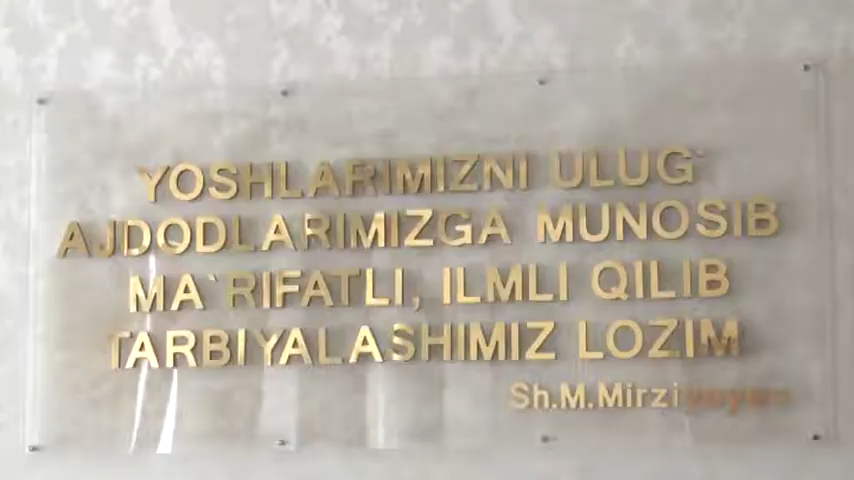 YOSHLARIMIZNI ULUG`
AJDODLARIMIZGA MUNOSIB
MA`RIFATLI, ILMLI QILIB
TARBIYALASHIMIZ LOZIM
Sh.M.Mirziyoyev